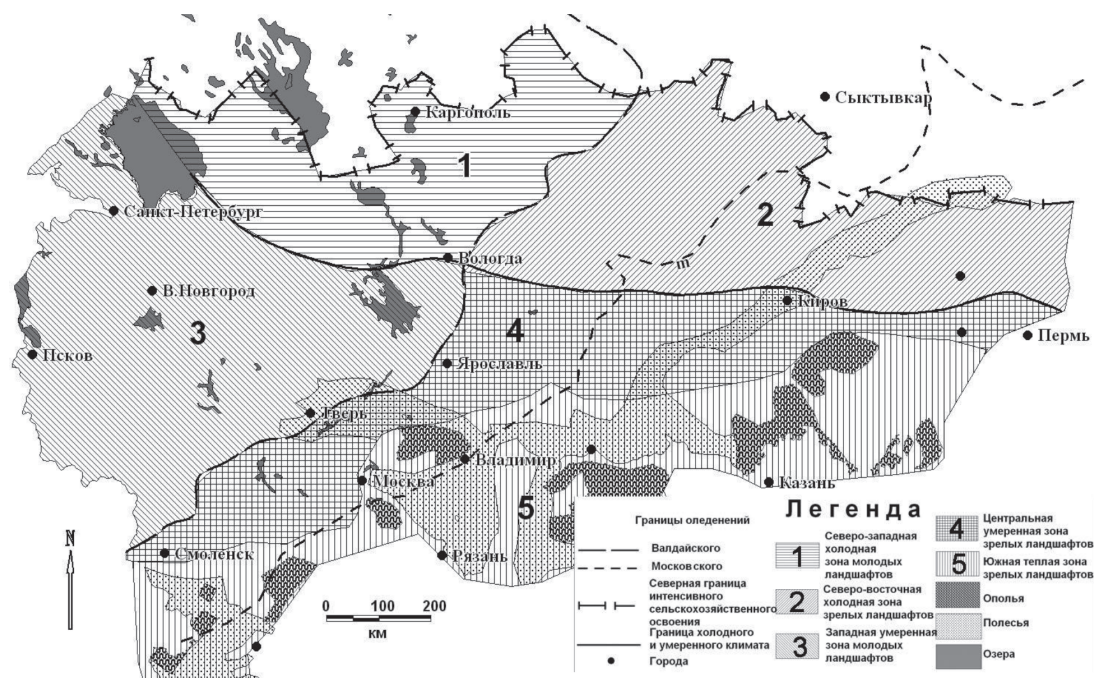 Сыктывкар
Каргополь
1
Санкт-Петербург
2
Вологда
m
В.Новгород
3
4
Киров
Псков
Пермь
Ярославль
Тверь
Владимир
Москва
Казань
5
N
Смоленск
Рязань
0 100 200
км
Легенда
Границы оледенений
Валдайского
Московского
Северная граница
интенсивного
сельскохозяйственного
освоения
Граница холодного
и умеренного климата
Города
1
Северо-западная
холодная
зона молодых
ландшафтов
2
Северо-восточная
холодная зона
зрелых ландшафтов
3
Западная умеренная
зона молодых
ландшафтов
4
Центральная
умеренная зона
зрелых ландшафтов
5
Южная теплая зона
зрелых ландшафтов
Ополья
Полесья
Озера